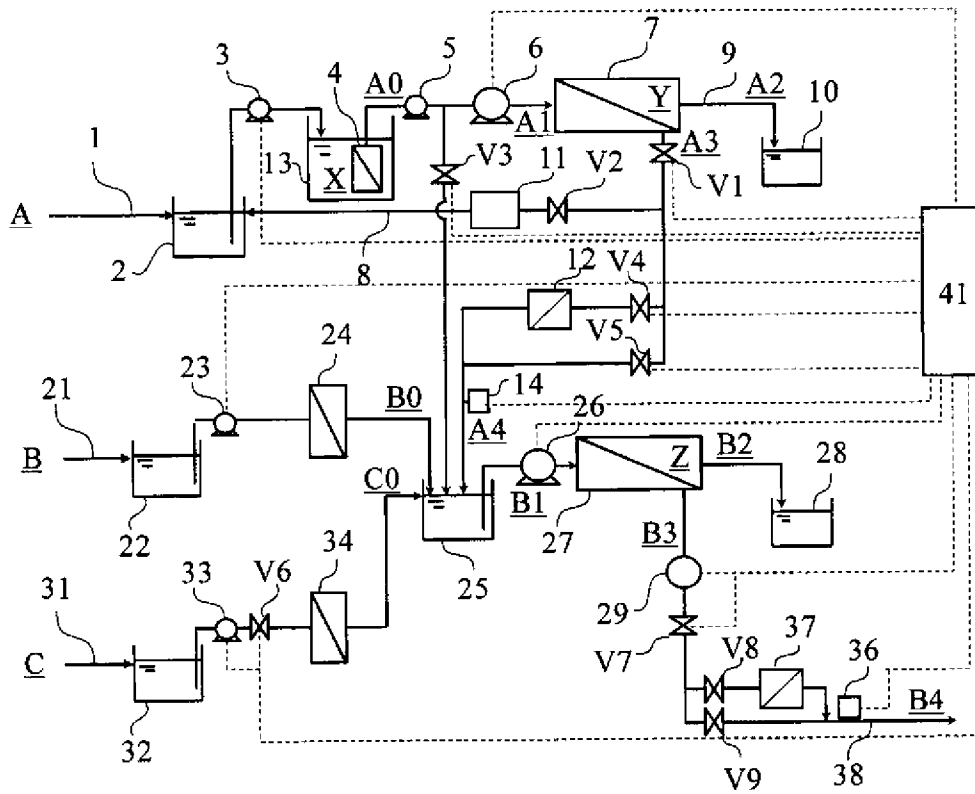 7
4 A0 5 6 9 A2
3 10
Y
A1
1 V3 11 V2 A3
13 X V1
A
8
2 12 V4 41
24 V5
21 23 14
B0 26
A4
B Z B2 28
C0
B1
22 34 27 B3
31 33 V6 25
29
37
C V7 V8 36
B4
32
V9 38